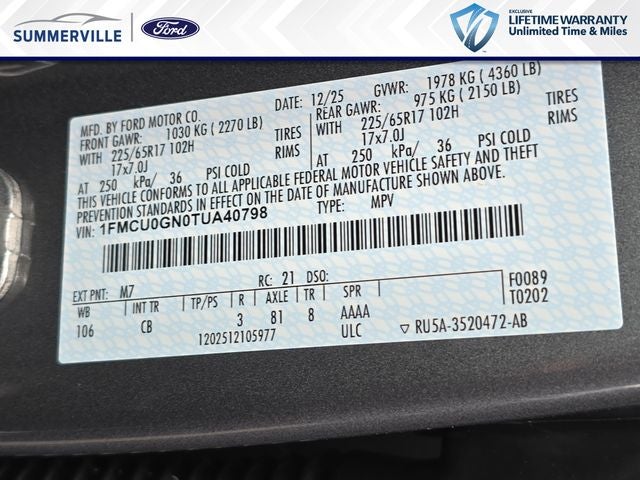 SUMMERVILLE
Ford
EXCLUSIVE
LIFETIME WARRANTY
Unlimited Time & Miles
MFD. BY FORD MOTOR CO. DATE: 12/25 GVWR: 1978 KG ( 4360 LB)
FRONT GAWR: 1030 KG ( 2270 LB) REAR GAWR: 975 KG ( 2150 LB)
WITH 225/65R17 102H TIRES WITH 225/65R17 102H TIRES
17x7.0J RIMS 17x7.0J RIMS
AT 250 kPa/ 36 PSI COLD AT 250 kPa/ 36 PSI COLD
THIS VEHICLE CONFORMS TO ALL APPLICABLE FEDERAL MOTOR VEHICLE SAFETY AND THEFT
PREVENTION STANDARDS IN EFFECT ON THE DATE OF MANUFACTURE SHOWN ABOVE.
VIN: 1FMCU0GN0TUA40798 TYPE: MPV
EXT PNT: M7 RC: 21 DSO: F0089
WB INT TR TP/PS R AXLE TR SPR T0202
106 CB 3 81 8 AAAA
1202512105977 ULC RU5A-3520472-AB